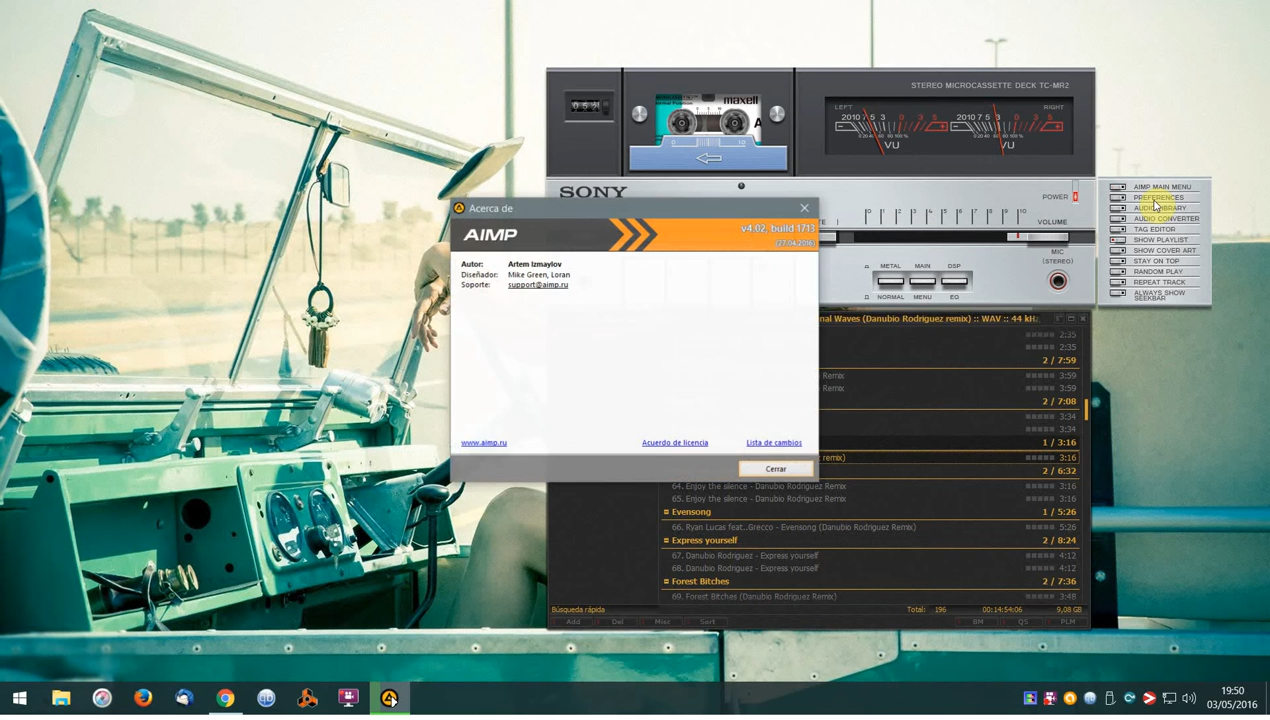 STEREO MICROCASSETTE DECK TC-MR2
maxell
A
LEFT
RIGHT
VU
VU
SONY
POWER
VOLUME
MIC
(STEREO)
METAL
MAIN
DSP
NORMAL
MENU
EQ
AIMP MAIN MENU
PREFERENCES
AUDIO LIBRARY
AUDIO CONVERTER
TAG EDITOR
SHOW PLAYLIST
SHOW COVER ART
STAY ON TOP
RANDOM PLAY
REPEAT TRACK
ALWAYS SHOW
SEEKBAR
Acerca de
AIMP
v4.02, build 1713
(27.04.2016)
Autor: Artem Izmaylov
Diseñador: Mike Green, Loran
Soporte: support@aimp.ru
www.aimp.ru
Acuerdo de licencia
Lista de cambios
Cerrar
nal Waves (Danubio Rodriguez remix) :: WAV :: 44 kHz
2:35
2:35
2 / 7:59
Remix 3:59
Remix 3:59
2 / 7:08
3:34
3:34
1 / 3:16
remix) 3:16
2 / 6:32
64. Enjoy the silence - Danubio Rodriguez Remix 3:16
65. Enjoy the silence - Danubio Rodriguez Remix 3:16
Evensong 1 / 5:26
66. Ryan Lucas feat..Grecco - Evensong (Danubio Rodriguez Remix) 5:26
Express yourself 2 / 8:24
67. Danubio Rodriguez - Express yourself 4:12
68. Danubio Rodriguez - Express yourself 4:12
Forest Bitches 2 / 7:36
69. Forest Bitches (Danubio Rodriguez Remix) 3:48
Búsqueda rápida
Total: 196 00:14:54:06 9,08 GB
Add Del Misc Sort BM QS PLM
19:50
03/05/2016